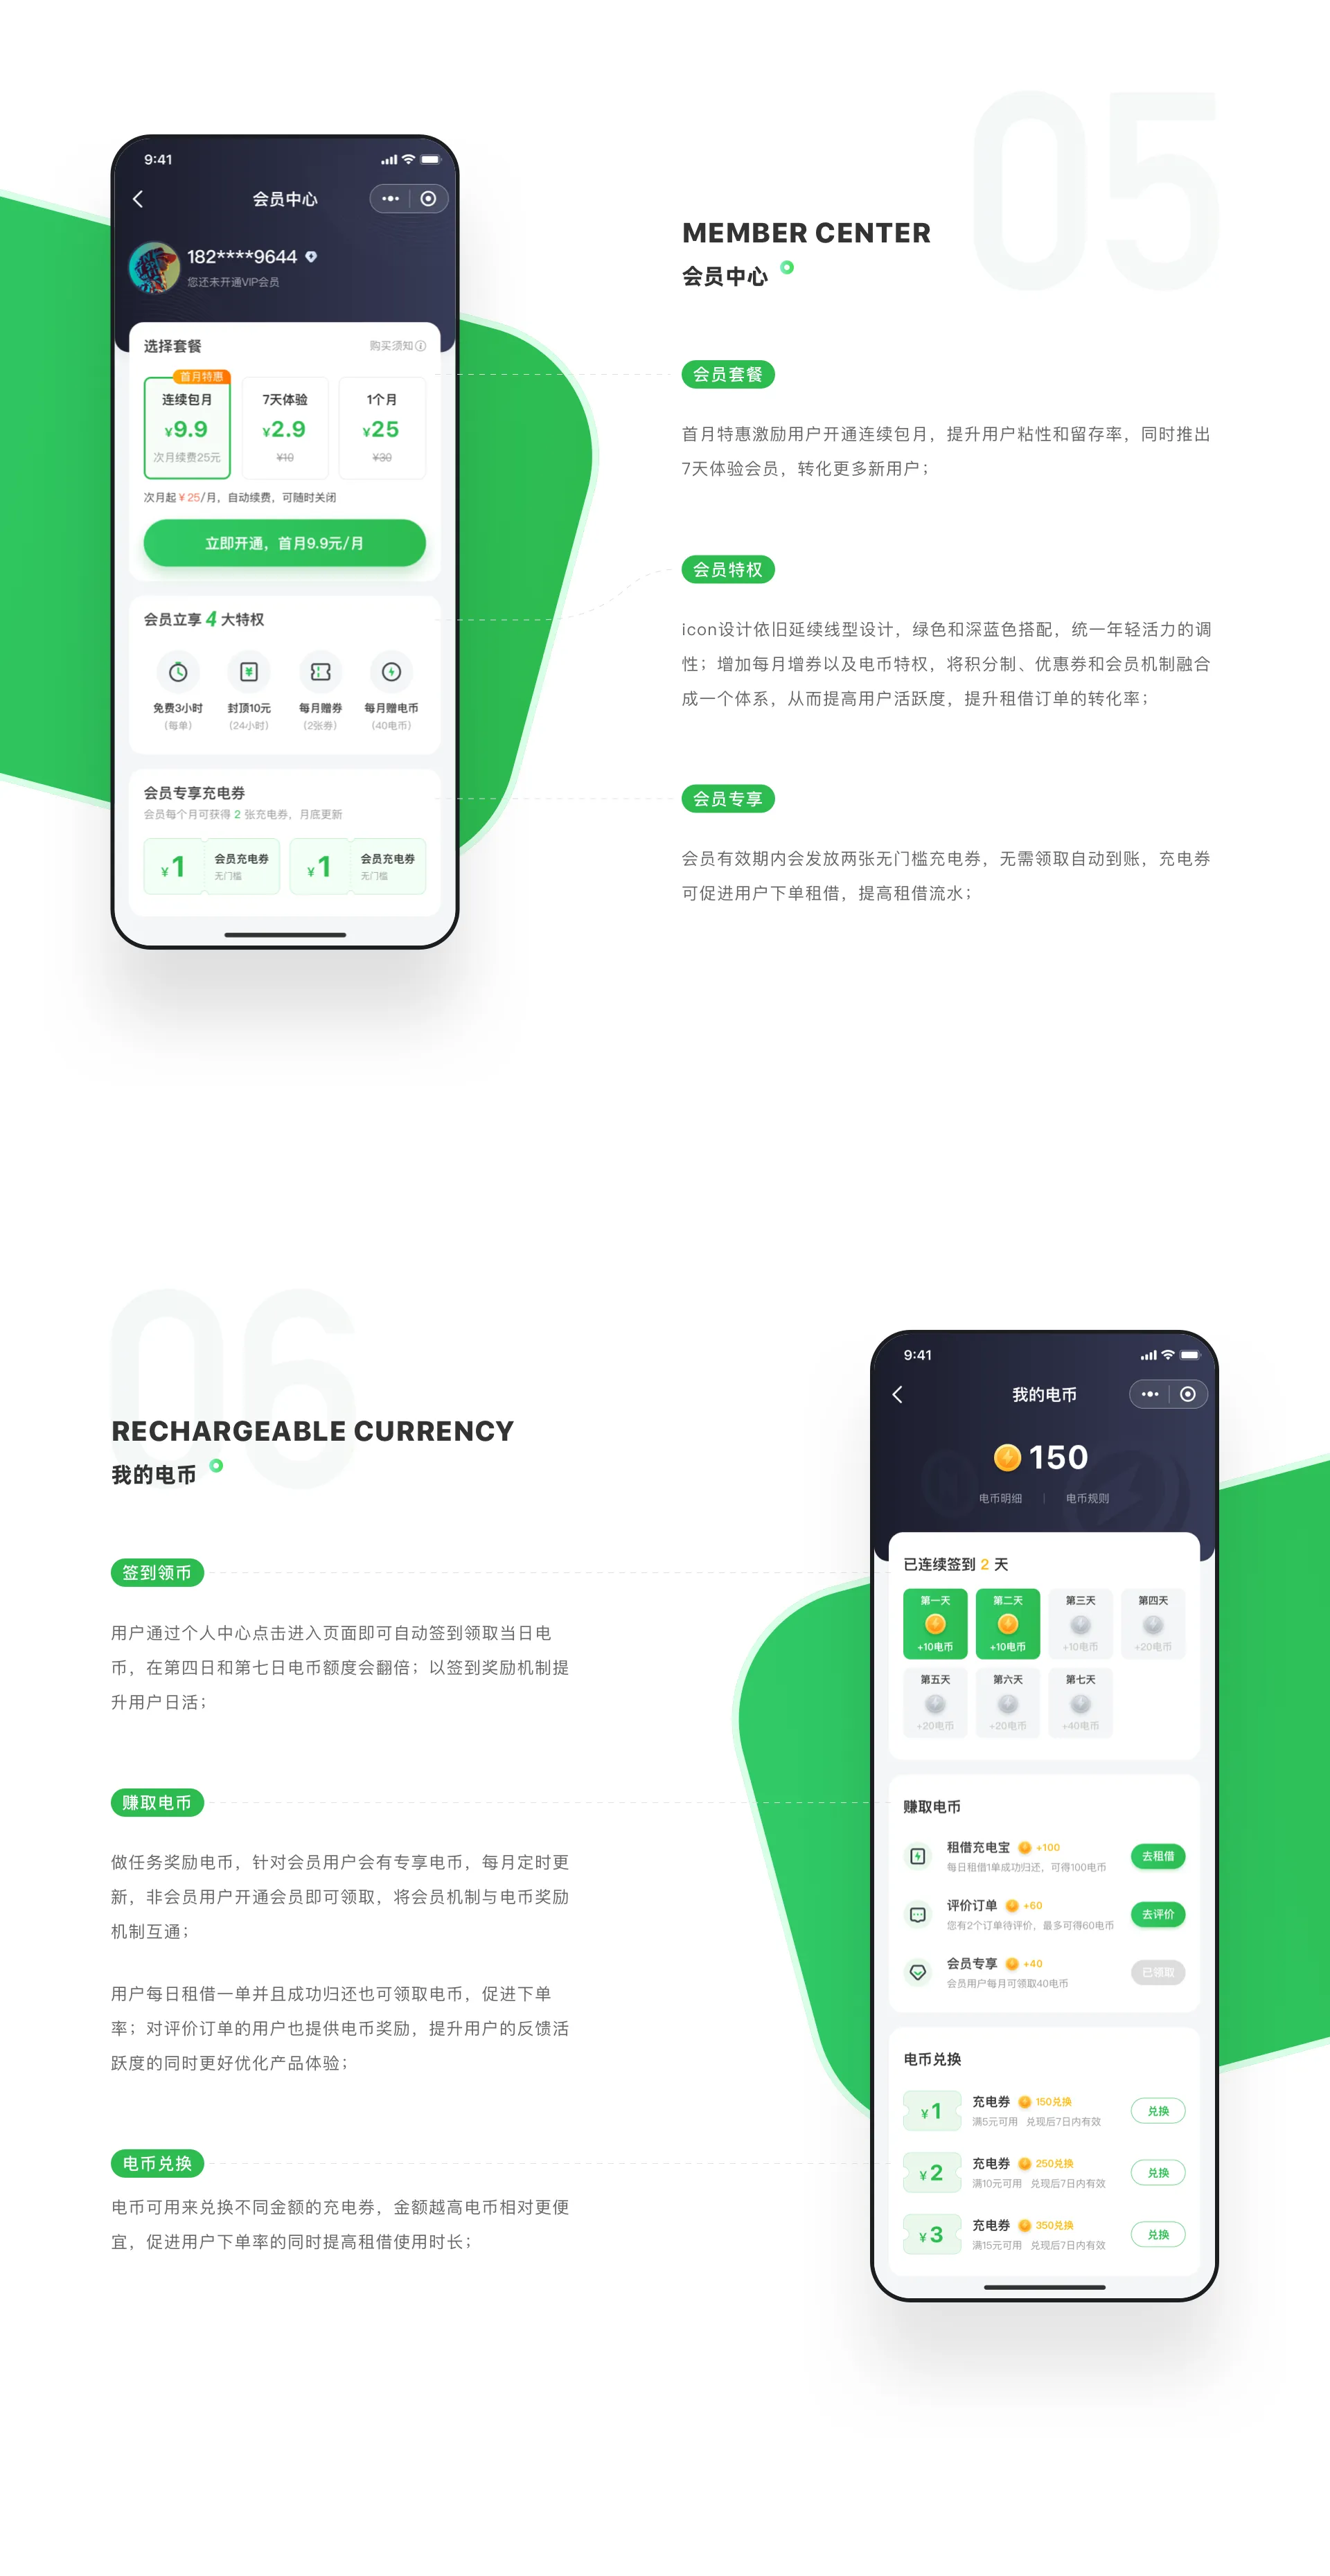 05
MEMBER CENTER
会员中心
9:41
会员中心
182****9644
您还未开通VIP会员
选择套餐
购买须知
首月特惠
连续包月
¥9.9
次月续费25元
7天体验
¥2.9
¥10
1个月
¥25
¥30
次月起 ¥ 25/月，自动续费，可随时关闭
立即开通，首月9.9元/月
会员立享 4 大特权
免费3小时
（每单）
封顶10元
（24小时）
每月赠券
（2张券）
每月赠电币
（40电币）
会员专享充电券
会员每个月可获得 2 张充电券，月底更新
¥ 1
会员充电券
无门槛
¥ 1
会员充电券
无门槛
会员套餐
首月特惠激励用户开通连续包月，提升用户粘性和留存率，同时推出
7天体验会员，转化更多新用户；
会员特权
icon设计依旧延续线型设计，绿色和深蓝色搭配，统一年轻活力的调
性；增加每月增券以及电币特权，将积分制、优惠券和会员机制融合
成一个体系，从而提高用户活跃度，提升租借订单的转化率；
会员专享
会员有效期内会发放两张无门槛充电券，无需领取自动到账，充电券
可促进用户下单租借，提高租借流水；
06
RECHARGEABLE CURRENCY
我的电币
签到领币
用户通过个人中心点击进入页面即可自动签到领取当日电
币，在第四日和第七日电币额度会翻倍；以签到奖励机制提
升用户日活；
赚取电币
做任务奖励电币，针对会员用户会有专享电币，每月定时更
新，非会员用户开通会员即可领取，将会员机制与电币奖励
机制互通；
用户每日租借一单并且成功归还也可领取电币，促进下单
率；对评价订单的用户也提供电币奖励，提升用户的反馈活
跃度的同时更好优化产品体验；
电币兑换
电币可用来兑换不同金额的充电券，金额越高电币相对更便
宜，促进用户下单率的同时提高租借使用时长；
9:41
我的电币
150
电币明细 | 电币规则
已连续签到 2 天
第一天
+10电币
第二天
+10电币
第三天
+10电币
第四天
+20电币
第五天
+20电币
第六天
+20电币
第七天
+40电币
赚取电币
租借充电宝 +100
每日租借1单成功归还，可得100电币
去租借
评价订单 +60
您有2个订单待评价，最多可得60电币
去评价
会员专享 +40
会员用户每月可领取40电币
已领取
电币兑换
¥ 1
充电券 150兑换
满5元可用 兑现后7日内有效
兑换
¥ 2
充电券 250兑换
满10元可用 兑现后7日内有效
兑换
¥ 3
充电券 350兑换
满15元可用 兑现后7日内有效
兑换